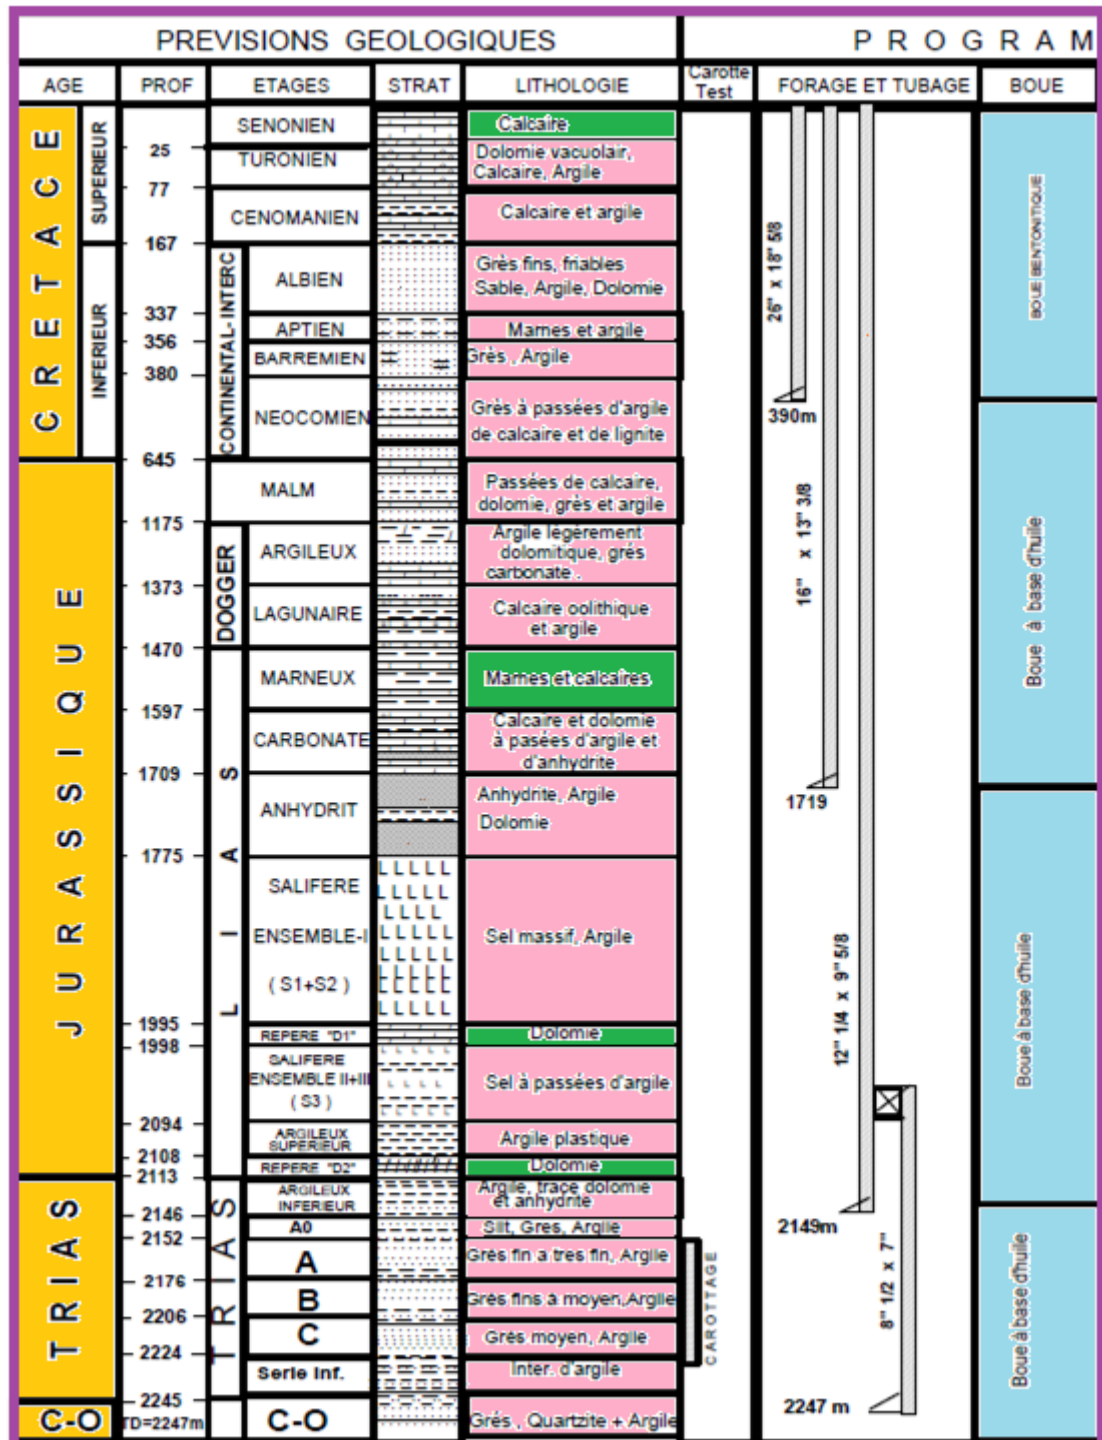 PREVISIONS GEOLOGIQUES
P R O G R A M
AGE
PROF
ETAGES
STRAT
LITHOLOGIE
Carotte
Test
FORAGE ET TUBAGE
BOUE
CRETACE
SUPERIEUR
INFERIEUR
JURASSIQUE
TRIAS
C-O
25
77
167
337
356
380
645
1175
1373
1470
1597
1709
1775
1995
1998
2094
2108
2113
2146
2152
2176
2206
2224
2245
TD=2247m
CONTINENTAL-INTERC
DOGGER
LIAS
TRIAS
SENONIEN
TURONIEN
CENOMANIEN
ALBIEN
APTIEN
BARREMIEN
NEOCOMIEN
MALM
ARGILEUX
LAGUNAIRE
MARNEUX
CARBONATE
ANHYDRIT
SALIFERE
ENSEMBLE-I
( S1+S2 )
REPERE "D1"
SALIFERE
ENSEMBLE II+III
( S3 )
ARGILEUX
SUPERIEUR
REPERE "D2"
ARGILEUX
INFERIEUR
A0
A
B
C
Serie Inf.
C-O
Calcaire
Dolomie vacuolair,
Calcaire, Argile
Calcaire et argile
Grès fins, friables
Sable, Argile, Dolomie
Marnes et argile
Grès , Argile
Grès à passées d'argile
de calcaire et de lignite
Passées de calcaire,
dolomie, grès et argile
Argile légèrement
dolomitique, grés
carbonate .
Calcaire oolithique
et argile
Marnes et calcaires
Calcaire et dolomie
à pasées d'argile et
d'anhydrite
Anhydrite, Argile
Dolomie
Sel massif, Argile
Dolomie
Sel à passées d'argile
Argile plastique
Dolomie
Argile, trace dolomie
et anhydrite
Silt, Gres, Argile
Grès fin a tres fin, Argile
Grès fins à moyen,Argile
Grés moyen, Argile
Inter. d'argile
Grés , Quartzite + Argile
CAROTTAGE
26" x 18" 5/8
390m
16" x 13" 3/8
1719
12" 1/4 x 9" 5/8
2149m
8" 1/2 x 7"
2247 m
BOUE BENTONITIQUE
Boue à base d'huile
Boue à base d'huile
Boue à base d'huile